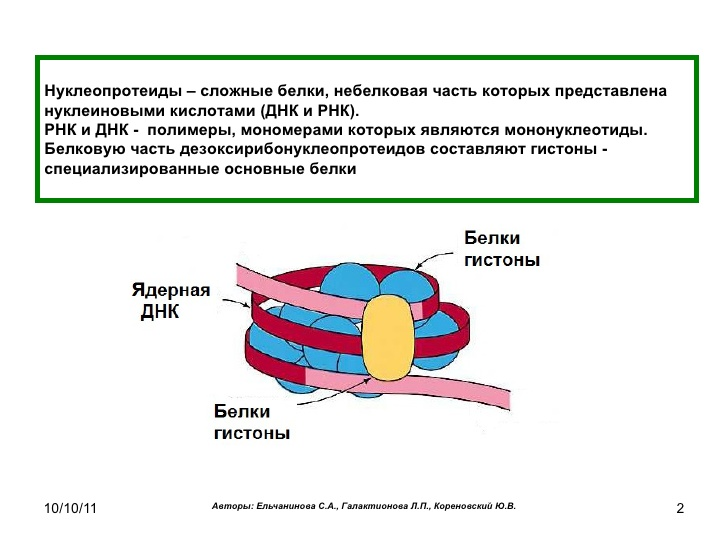 Нуклеопротеиды – сложные белки, небелковая часть которых представлена
нуклеиновыми кислотами (ДНК и РНК).
РНК и ДНК -  полимеры, мономерами которых являются мононуклеотиды.
Белковую часть дезоксирибонуклеопротеидов составляют гистоны -
специализированные основные белки
Белки
гистоны
Ядерная
ДНК
Белки
гистоны
10/10/11
Авторы: Ельчанинова С.А., Галактионова Л.П., Кореновский Ю.В.
2